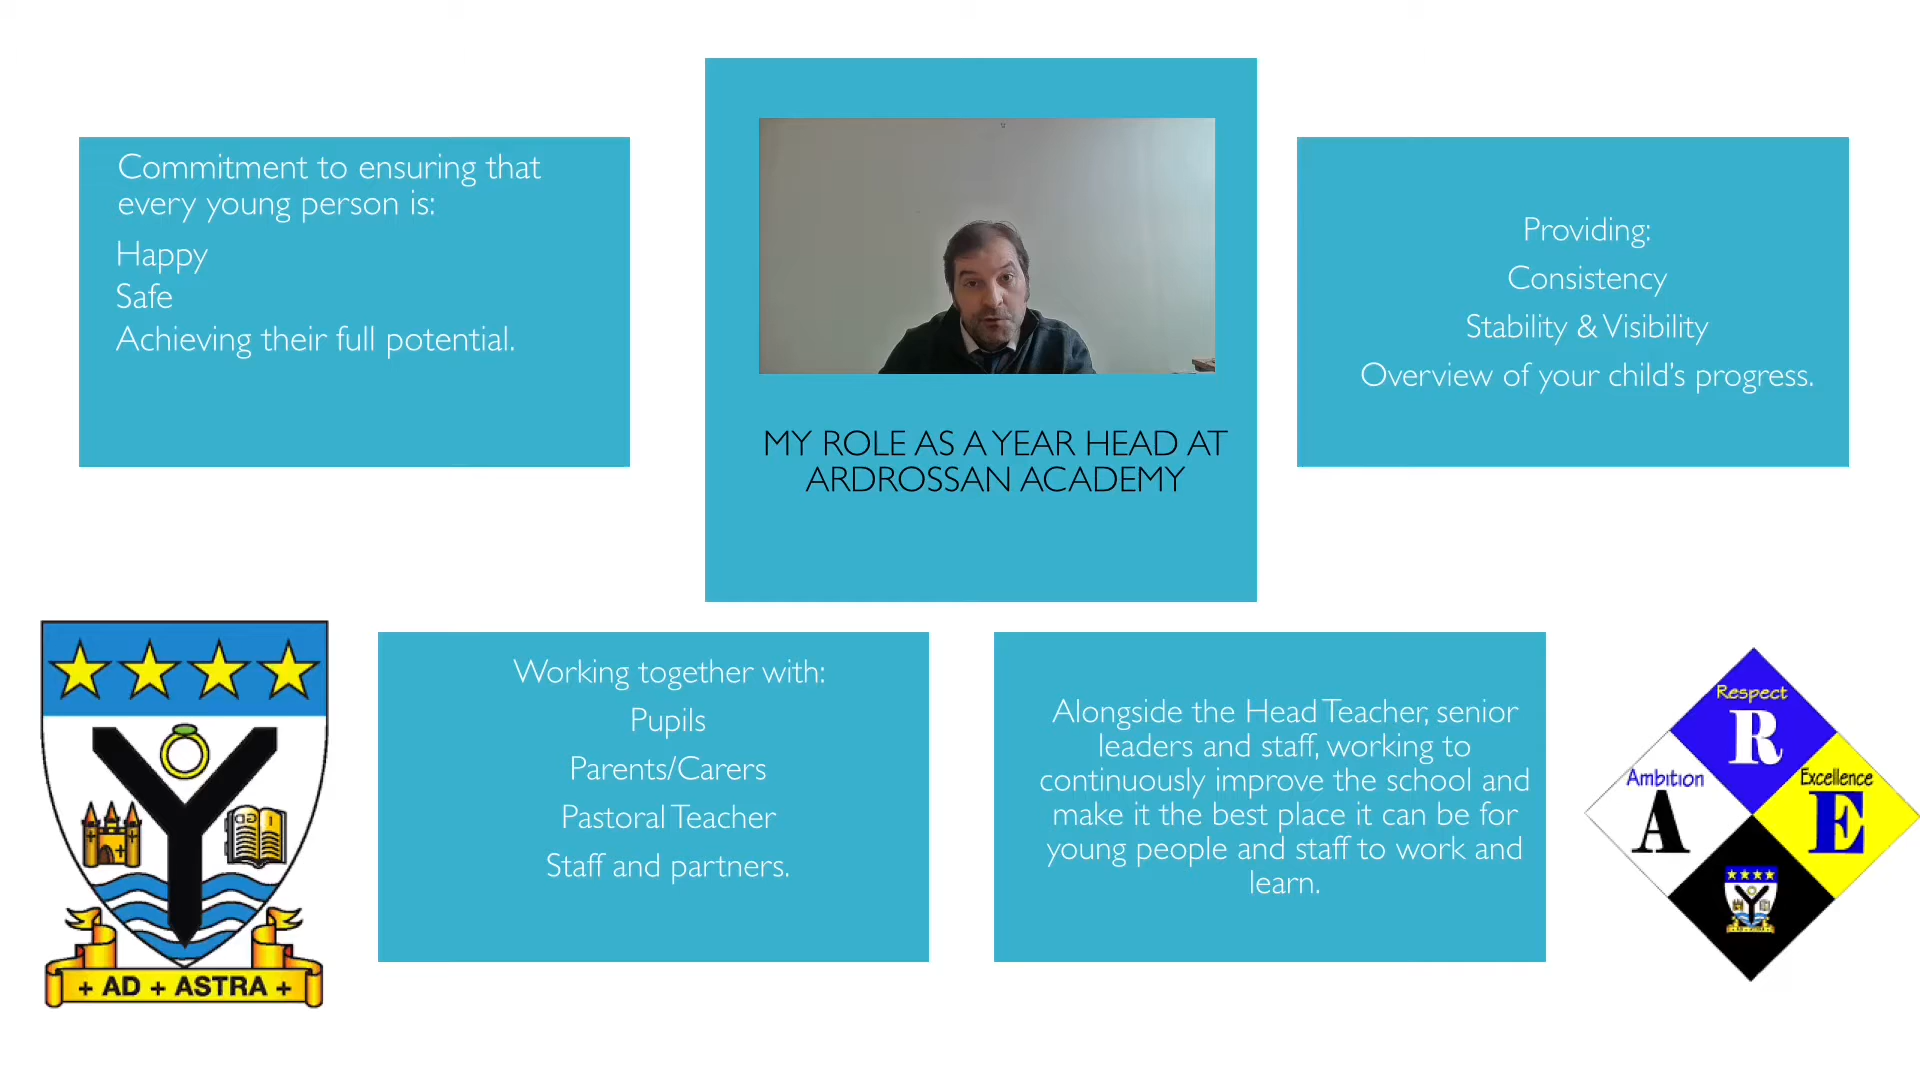 Commitment to ensuring that
every young person is:
Happy
Safe
Achieving their full potential.
MY ROLE AS A YEAR HEAD AT
ARDROSSAN ACADEMY
Providing:
Consistency
Stability & Visibility
Overview of your child's progress.
+ AD + ASTRA +
Working together with:
Pupils
Parents/Carers
Pastoral Teacher
Staff and partners.
Alongside the Head Teacher, senior
leaders and staff, working to
continuously improve the school and
make it the best place it can be for
young people and staff to work and
learn.
Respect
R
Ambition
A
Excellence
E
AD + ASTRA